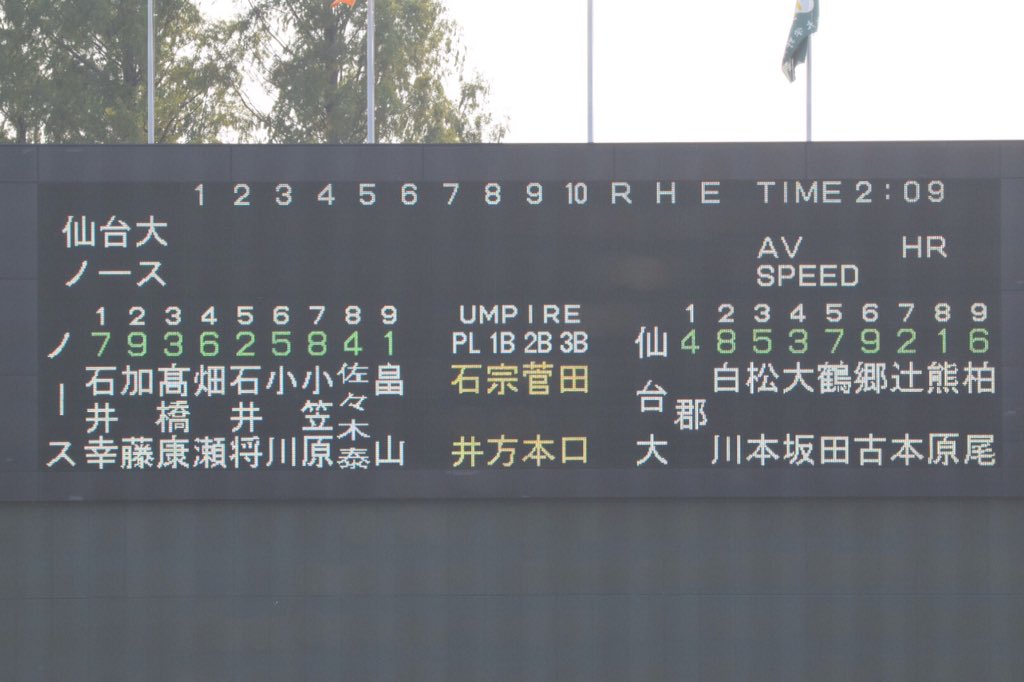 1 2 3 4 5 6 7 8 9 10 R H E TIME 2:09
仙台大
ノース
AV HR
SPEED
ノース
1 2 3 4 5 6 7 8 9
7 9 3 6 2 5 8 4 1
石井幸
加藤
髙橋康
畑瀬
石井将
小川
小笠原
佐々木泰
畠山
UMPIRE
PL 1B 2B 3B
石井
宗方
菅本
田口
仙台大
1 2 3 4 5 6 7 8 9
4 8 5 3 7 9 2 1 6
郡
白川
松本
大坂
鶴田
郷古
辻本
熊原
柏尾